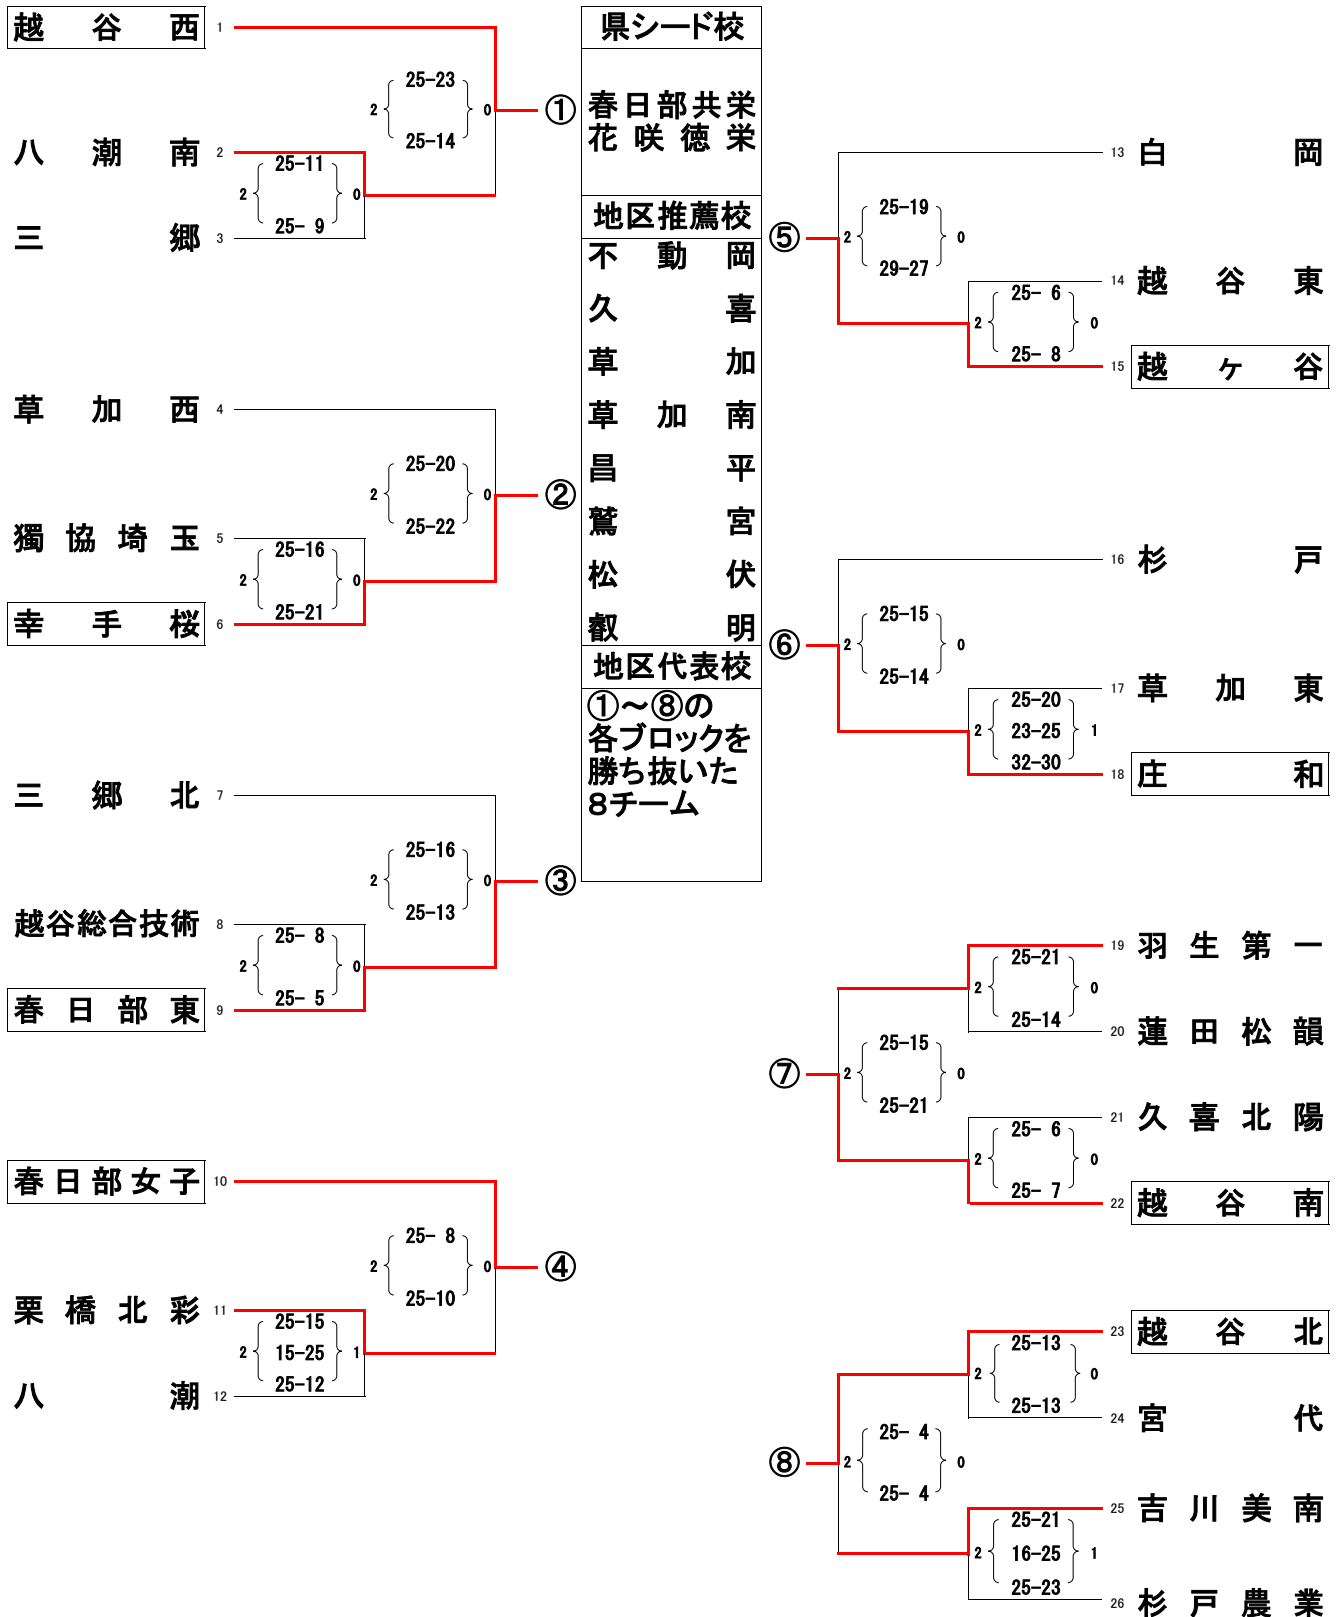 越谷西 1
25-23
2 0
25-14
①
八潮南 2
25-11
2 0
25- 9
三郷 3
草加西 4
25-20
2 0
25-22
②
獨協埼玉 5
25-16
2 0
25-21
幸手桜 6
三郷北 7
25-16
2 0
25-13
③
越谷総合技術 8
25- 8
2 0
25- 5
春日部東 9
春日部女子 10
25- 8
2 0
25-10
④
栗橋北彩 11
25-15
2 15-25 1
25-12
八潮 12
県シード校
春日部共栄
花咲徳栄
地区推薦校
不動岡
久喜
草加
草加南
昌平
鷲宮
松伏
叡明
地区代表校
①～⑧の
各ブロックを
勝ち抜いた
8チーム
13 白岡
25-19
⑤ 2 0
29-27
14 越谷東
25- 6
2 0
25- 8
15 越ヶ谷
16 杉戸
25-15
⑥ 2 0
25-14
17 草加東
25-20
2 23-25 1
32-30
18 庄和
19 羽生第一
25-21
2 0
25-14
20 蓮田松韻
25-15
⑦ 2 0
25-21
21 久喜北陽
25- 6
2 0
25- 7
22 越谷南
23 越谷北
25-13
2 0
25-13
24 宮代
25- 4
⑧ 2 0
25- 4
25 吉川美南
25-21
2 16-25 1
25-23
26 杉戸農業